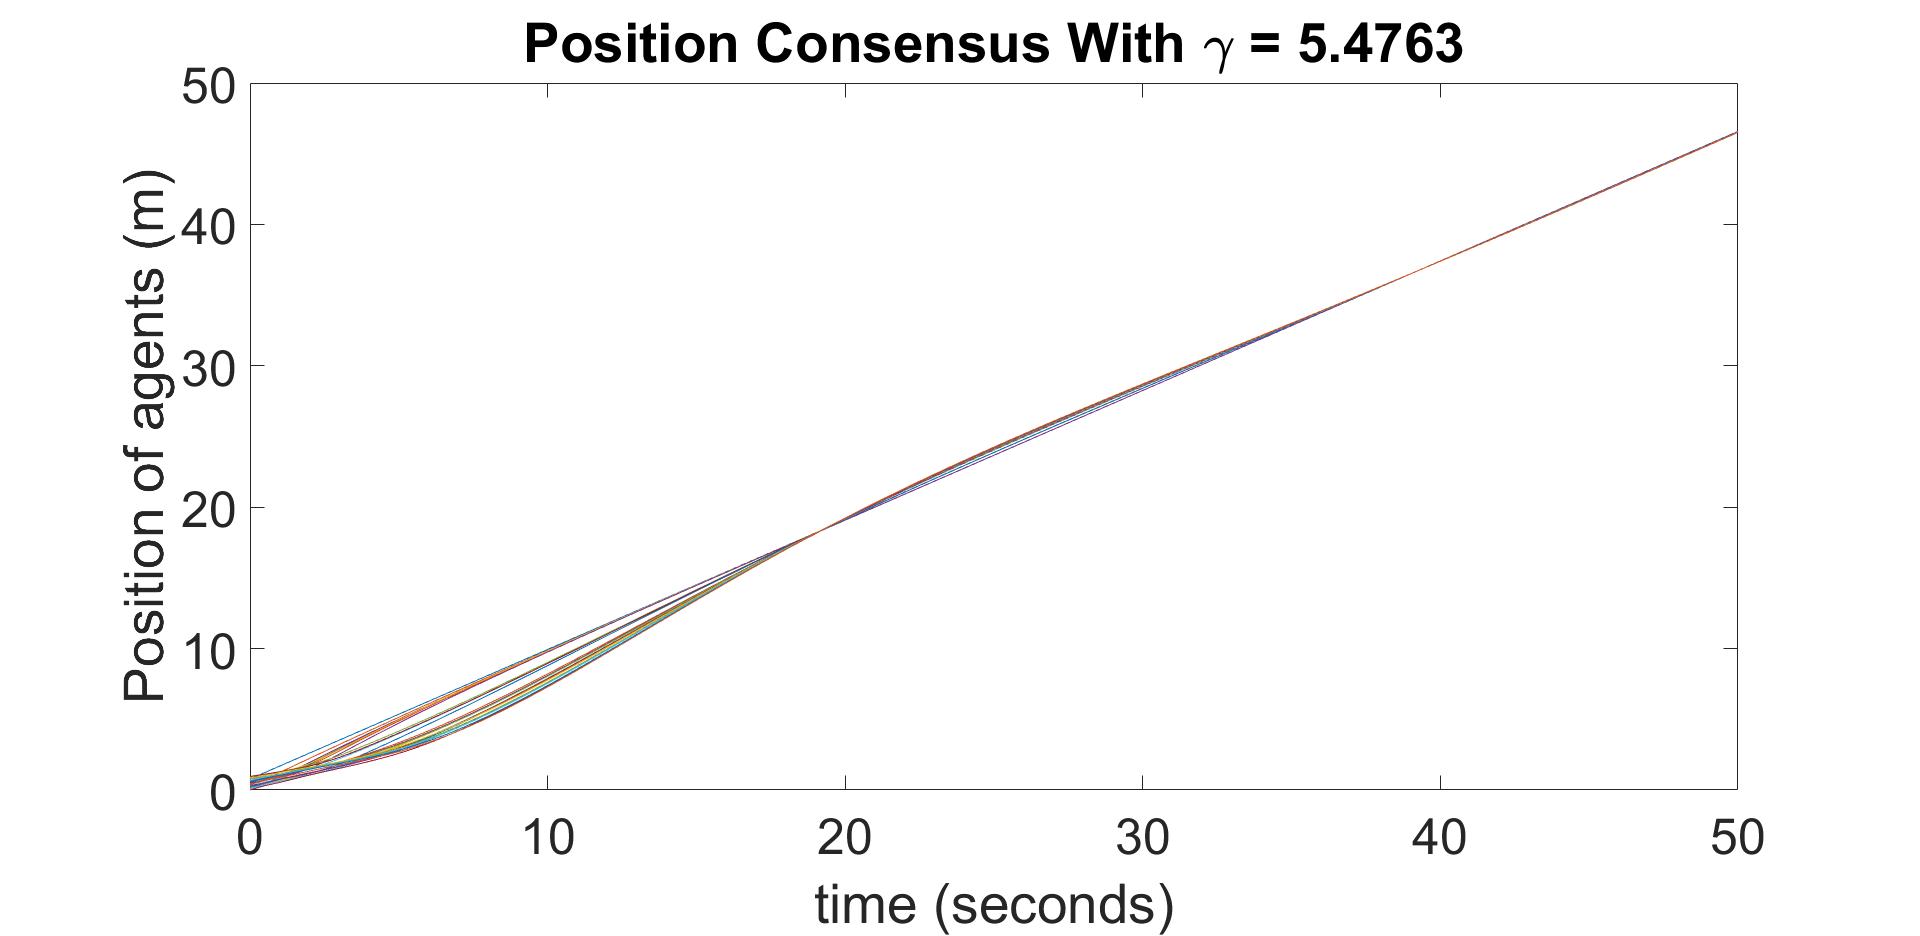 Position Consensus With γ = 5.4763
50
40
30
20
10
0
Position of agents (m)
0 10 20 30 40 50
time (seconds)